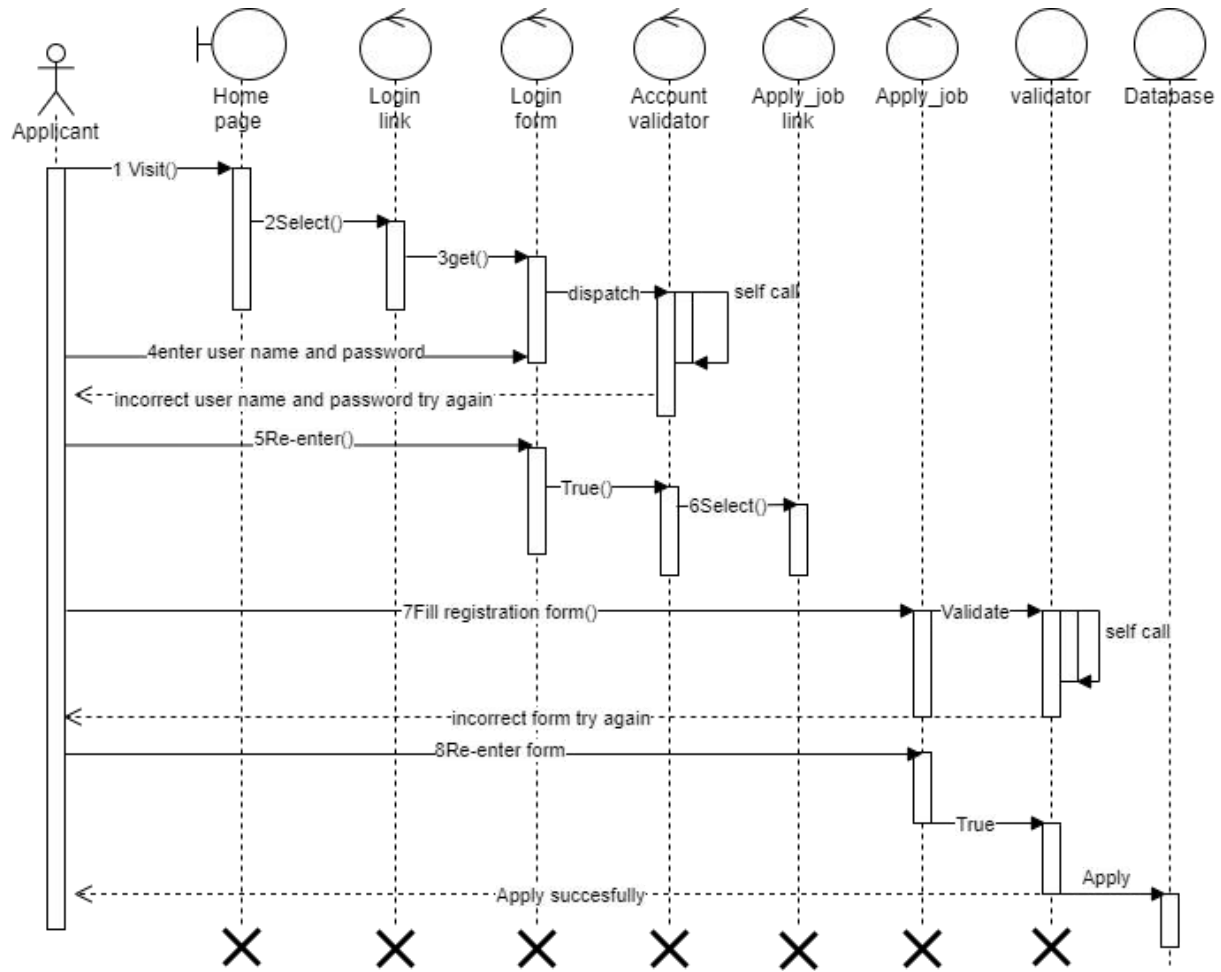 Applicant
Home
page
Login
link
Login
form
Account
validator
Apply_job
link
Apply_job
validator
Database
1 Visit()
2Select()
3get()
dispatch
self call
4enter user name and password
incorrect user name and password try again
5Re-enter()
True()
6Select()
7Fill registration form()
Validate
self call
incorrect form try again
8Re-enter form
True
Apply
Apply succesfully